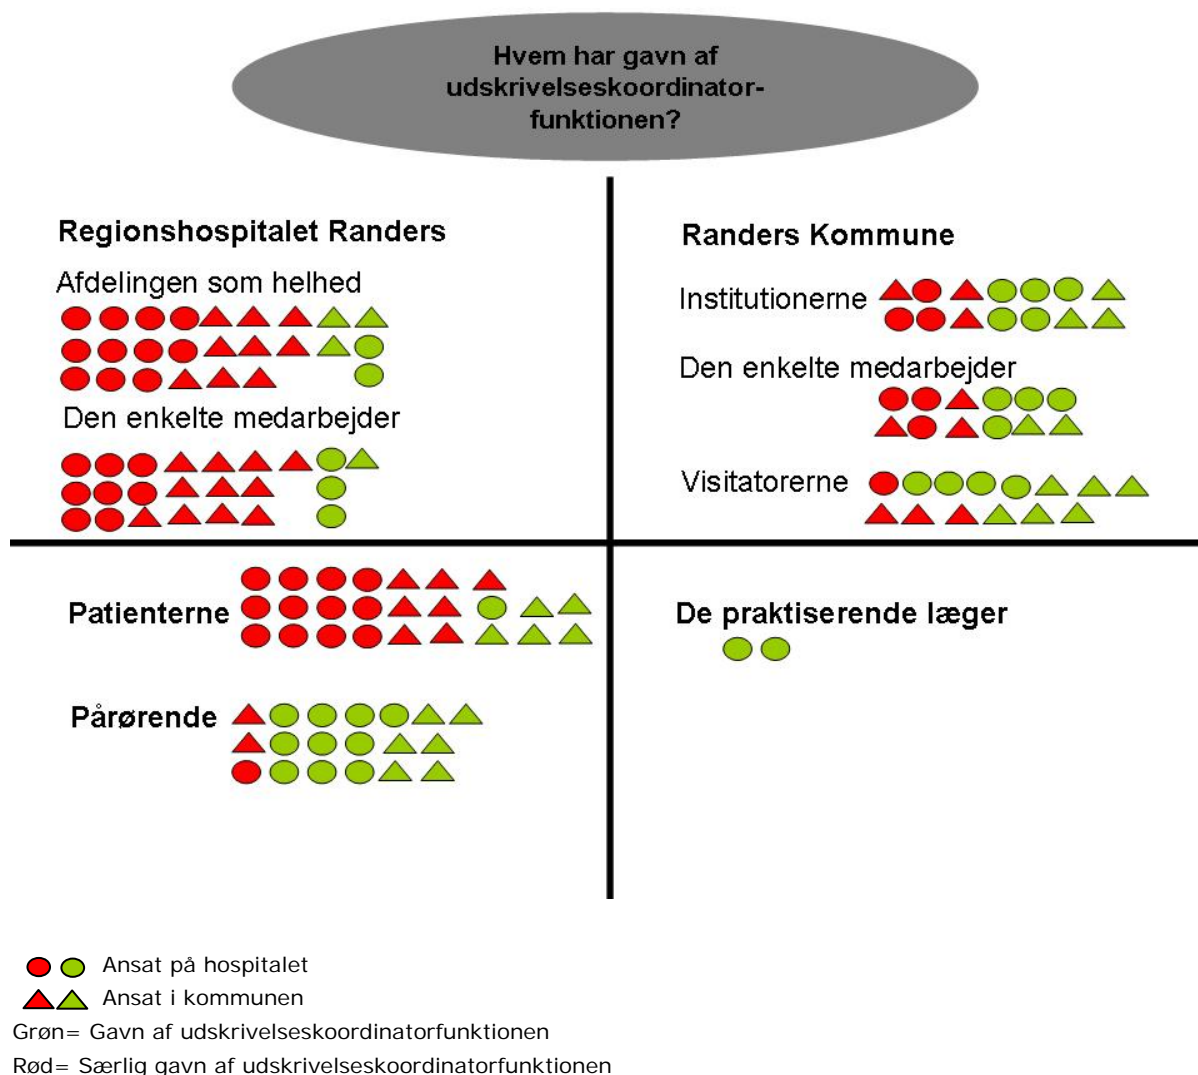 Hvem har gavn af
udskrivelseskoordinator-
funktionen?
Regionshospitalet Randers
Afdelingen som helhed
Den enkelte medarbejder
Randers Kommune
Institutionerne
Den enkelte medarbejder
Visitatorerne
Patienterne
Pårørende
De praktiserende læger
Ansat på hospitalet
Ansat i kommunen
Grøn= Gavn af udskrivelseskoordinatorfunktionen
Rød= Særlig gavn af udskrivelseskoordinatorfunktionen